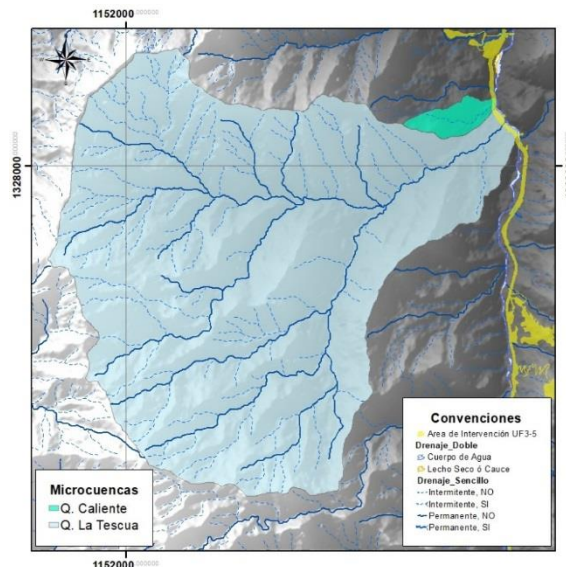 1152000
1328000
Convenciones
Area de Intervención UF3-5
Drenaje_Doble
Cuerpo de Agua
Lecho Seco ó Cauce
Drenaje_Sencillo
Intermitente, NO
Intermitente, SI
Permanente, NO
Permanente, SI
Microcuencas
Q. Caliente
Q. La Tescua
1152000